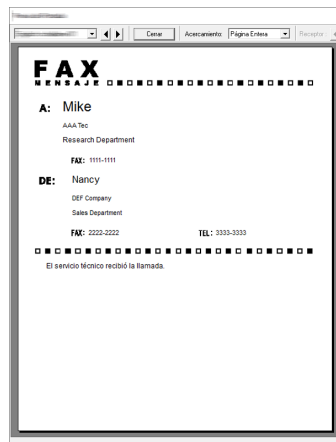 Cerrar
Acercamiento: Página Entera
Receptor:
FAX
MENSAJE
A: Mike
AAA Tec
Research Department
FAX: 1111-1111
DE: Nancy
DEF Company
Sales Department
FAX: 2222-2222 TEL: 3333-3333
El servicio técnico recibió la llamada.